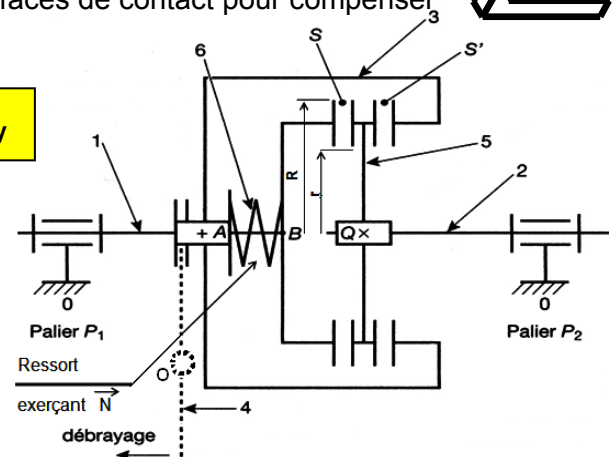 faces de contact pour compenser
3
6
S
S'
y
1
R
r
5
2
+ A
B
Q×
0
0
Palier P₁
Palier P₂
Ressort
O
exerçant N
4
débrayage